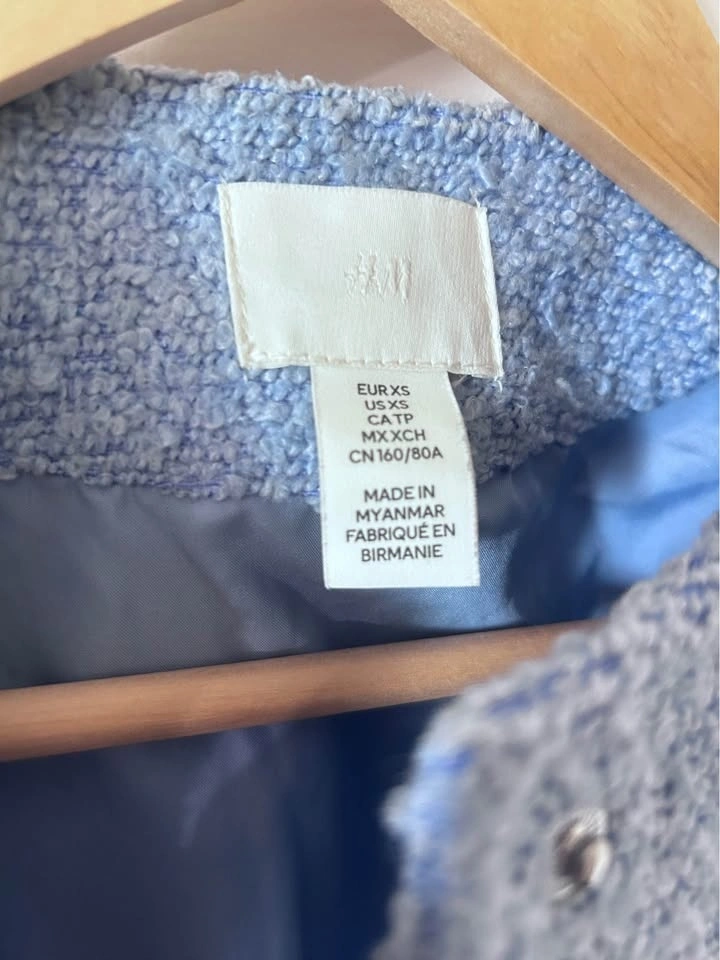 H&M
EUR XS
US XS
CA TP
MX XCH
CN 160/80A
MADE IN
MYANMAR
FABRIQUÉ EN
BIRMANIE